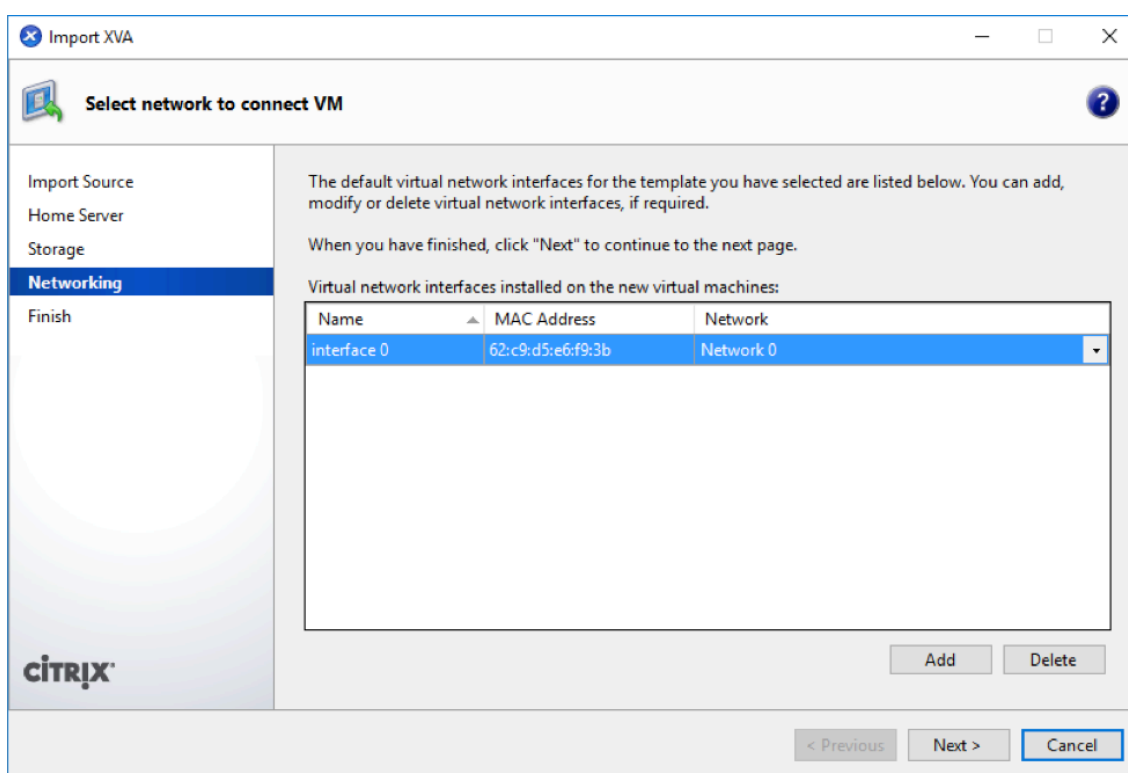 Import XVA
Select network to connect VM
?
Import Source
Home Server
Storage
Networking
Finish
The default virtual network interfaces for the template you have selected are listed below. You can add,
modify or delete virtual network interfaces, if required.
When you have finished, click "Next" to continue to the next page.
Virtual network interfaces installed on the new virtual machines:
Name MAC Address Network
interface 0 62:c9:d5:e6:f9:3b Network 0
Add Delete
CITRIX
< Previous Next > Cancel